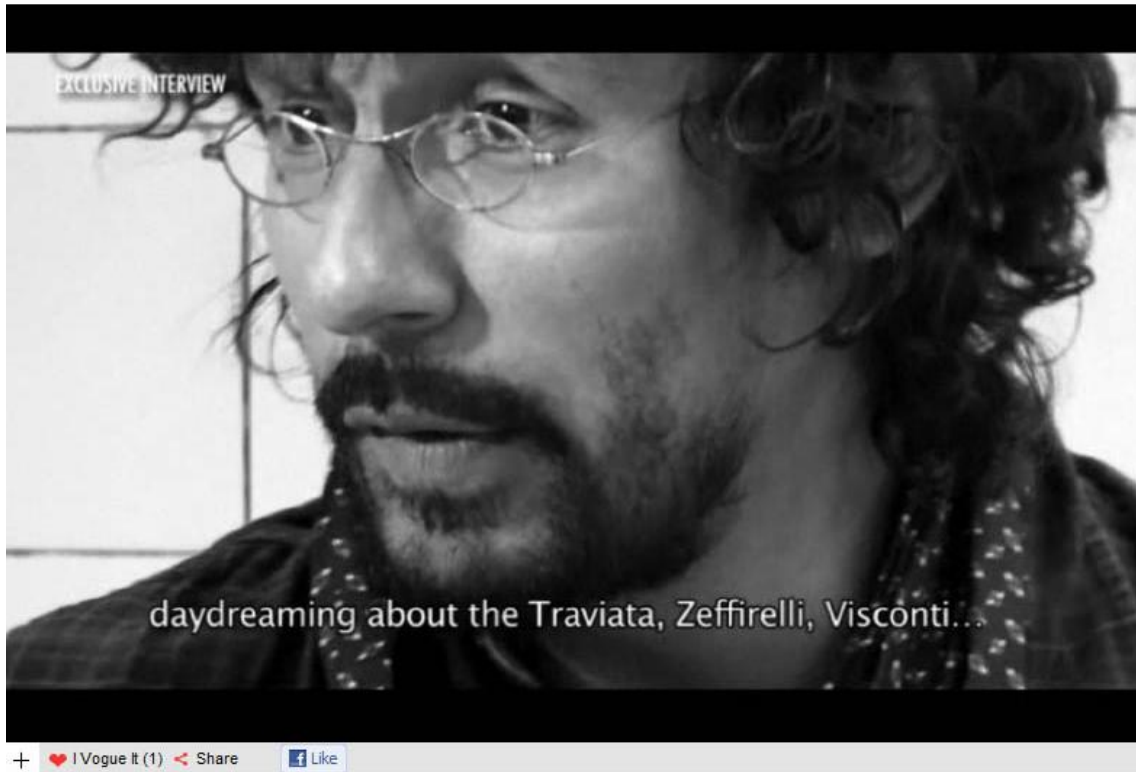 EXCLUSIVE INTERVIEW
daydreaming about the Traviata, Zeffirelli, Visconti...
+ I Vogue It (1) Share f Like